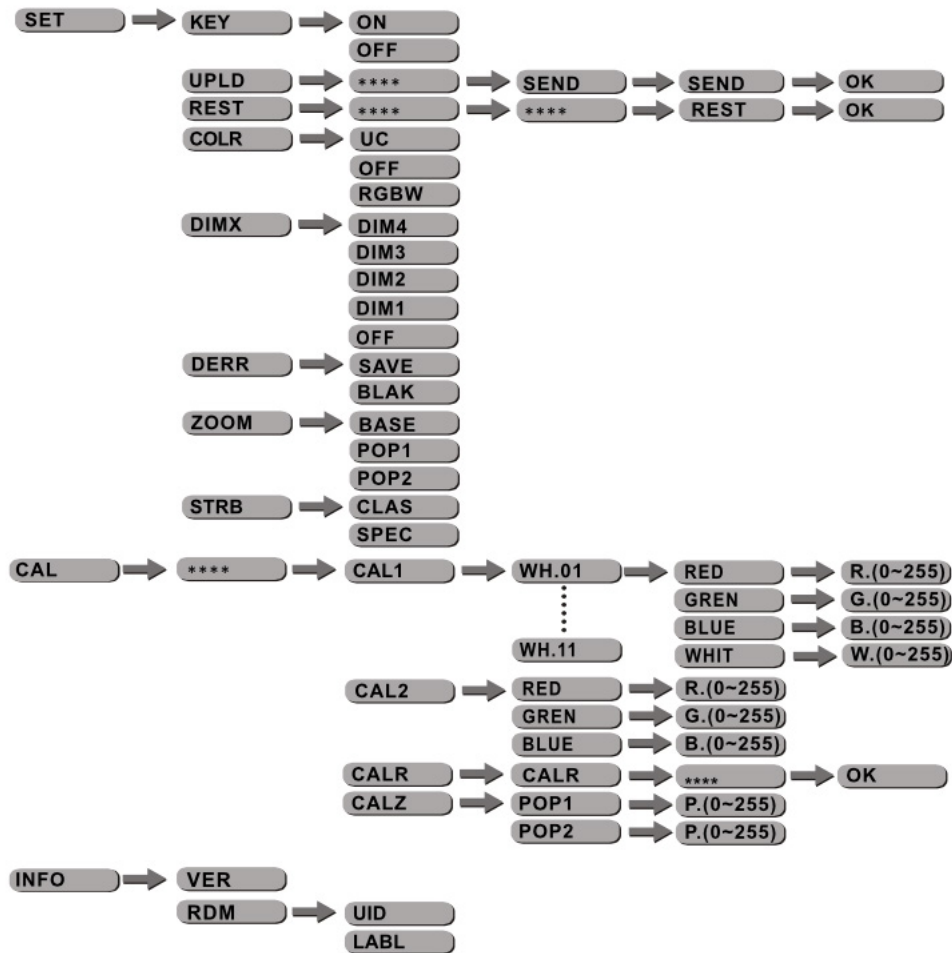 SET KEY ON
OFF
UPLD **** SEND SEND OK
REST **** **** REST OK
COLR UC
OFF
RGBW
DIMX DIM4
DIM3
DIM2
DIM1
OFF
DERR SAVE
BLAK
ZOOM BASE
POP1
POP2
STRB CLAS
SPEC
CAL **** CAL1 WH.01 RED R.(0~255)
GREN G.(0~255)
BLUE B.(0~255)
WH.11 WHIT W.(0~255)
CAL2 RED R.(0~255)
GREN G.(0~255)
BLUE B.(0~255)
CALR CALR **** OK
CALZ POP1 P.(0~255)
POP2 P.(0~255)
INFO VER
RDM UID
LABL